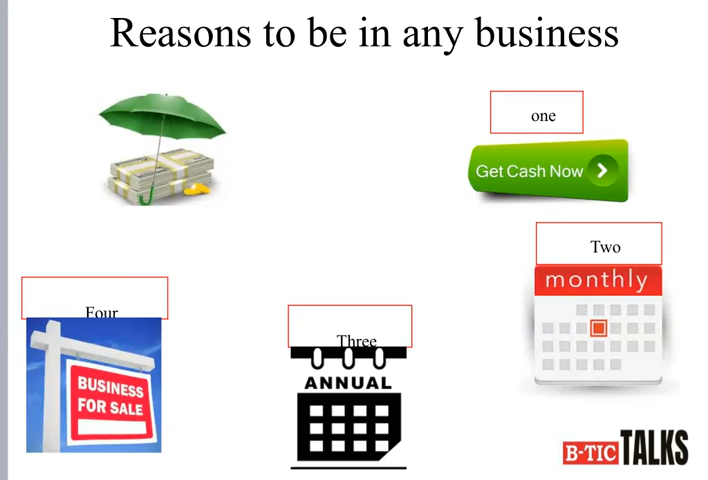 Reasons to be in any business
one
Get Cash Now
Two
monthly
Three
ANNUAL
Four
BUSINESS
FOR SALE
B-TIC TALKS